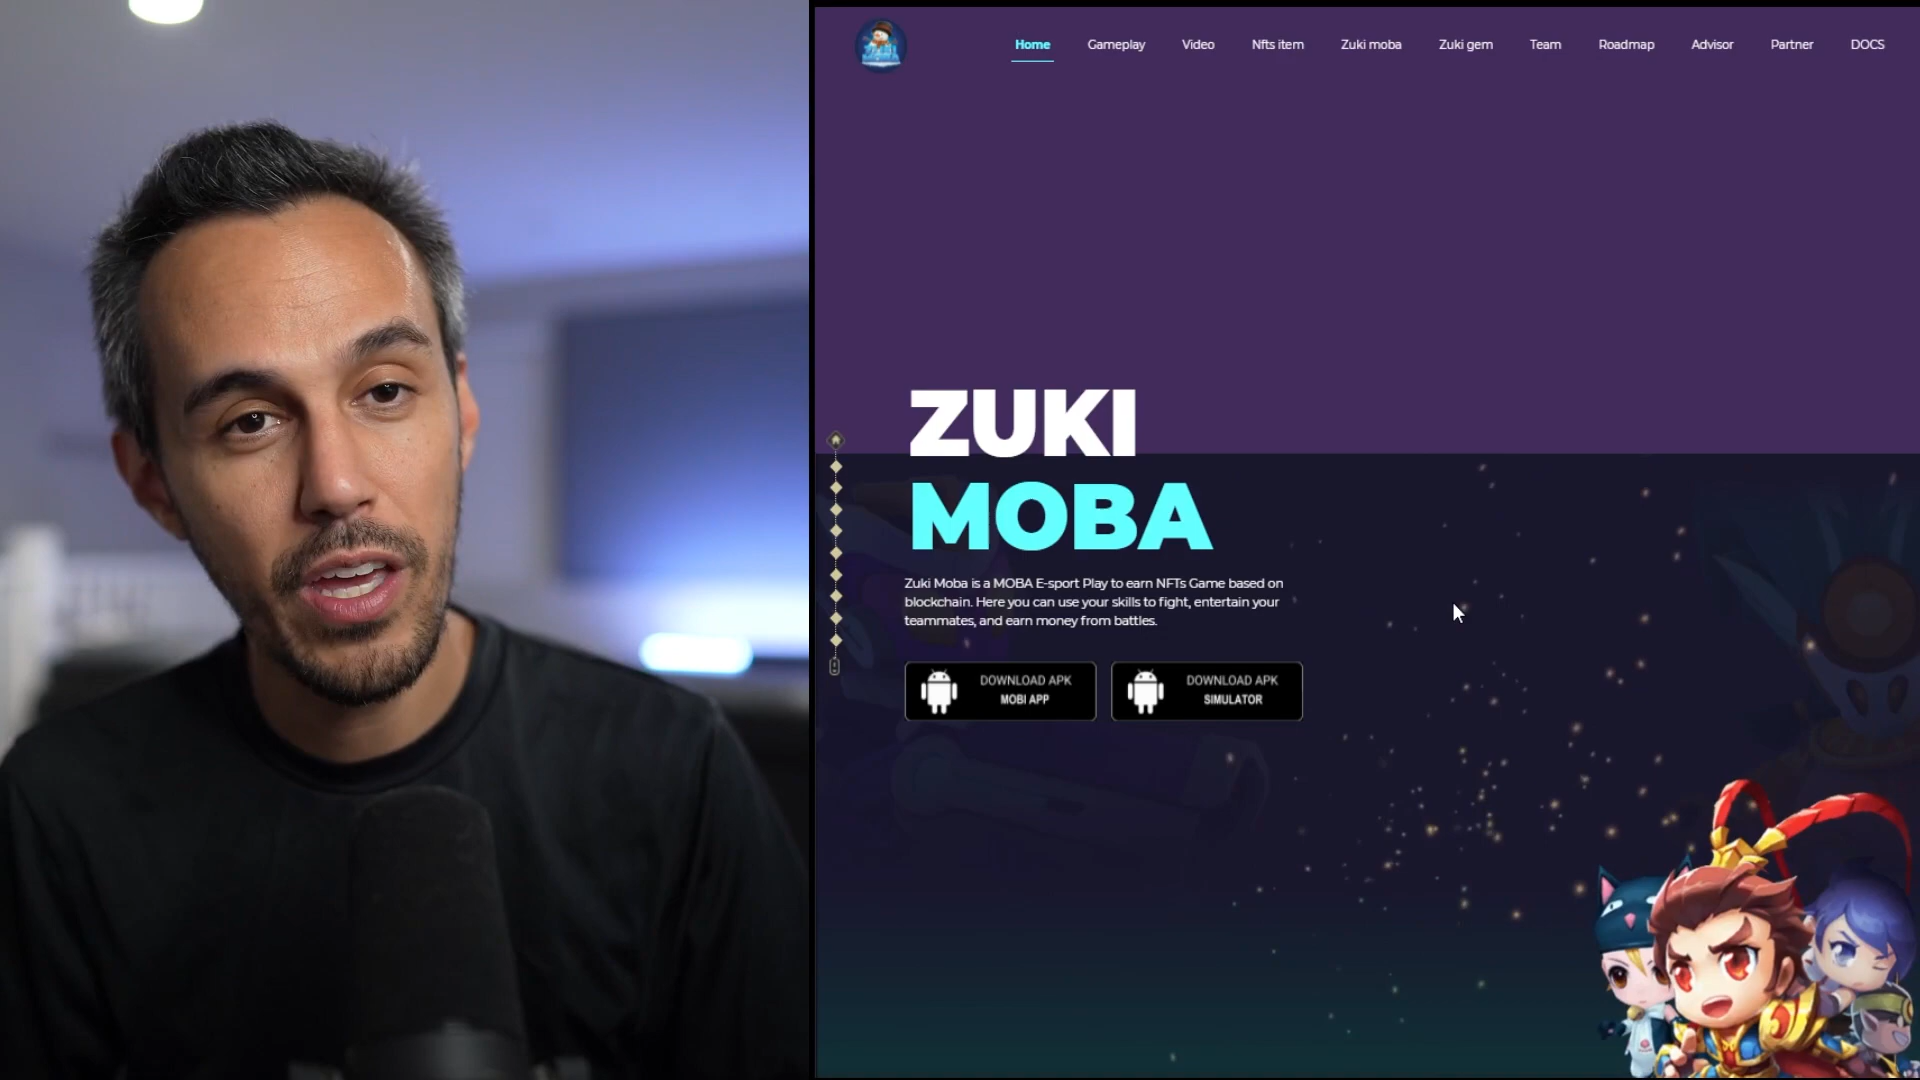 Home Gameplay Video Nfts item Zuki moba Zuki gem Team Roadmap Advisor Partner DOCS
ZUKI
MOBA
Zuki Moba is a MOBA E-sport Play to earn NFTs Game based on
blockchain. Here you can use your skills to fight, entertain your
teammates, and earn money from battles.
DOWNLOAD APK
MOBI APP
DOWNLOAD APK
SIMULATOR